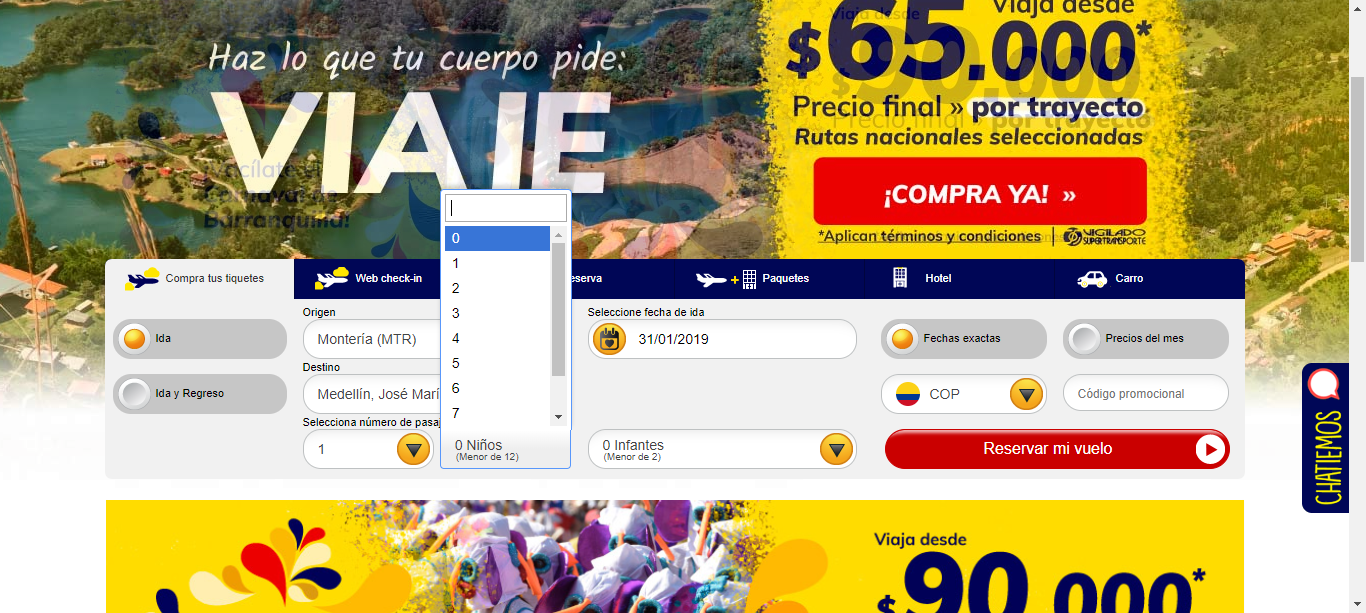 Viaja desde
$65.000*
Haz lo que tu cuerpo pide:
VIAJE
Precio final » por trayecto
Rutas nacionales seleccionadas
¡COMPRA YA! »
*Aplican términos y condiciones
VIGILADO
SUPERTRANSPORTE
Barranquilla!
Compra tus tiquetes
Web check-in
eserva
Paquetes
Hotel
Carro
0
1
2
3
4
5
6
7
Origen
Seleccione fecha de ida
Ida
Montería (MTR)
31/01/2019
Fechas exactas
Precios del mes
Destino
Ida y Regreso
Medellín, José Marí
COP
Código promocional
Selecciona número de pasaj
1
0 Niños
(Menor de 12)
0 Infantes
(Menor de 2)
Reservar mi vuelo
CHATIEMOS
Viaja desde
$90.000*